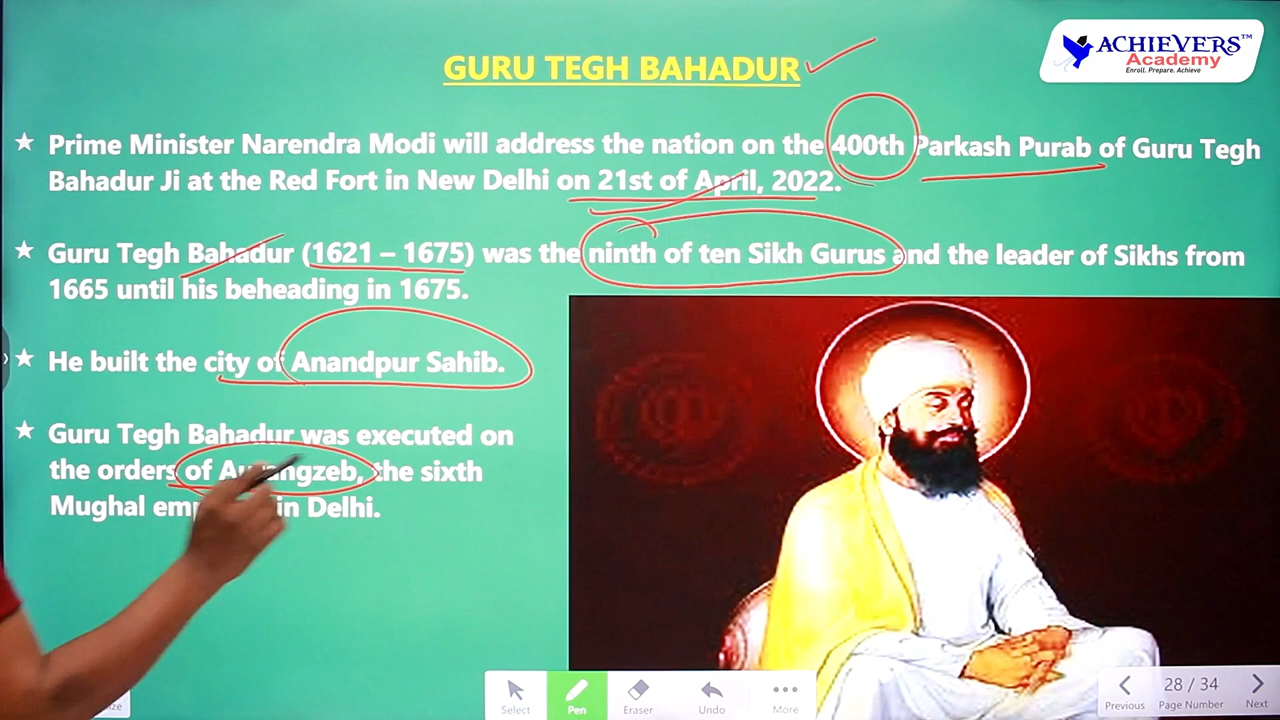 ACHIEVERS™
Academy
Enroll. Prepare. Achieve
GURU TEGH BAHADUR
Prime Minister Narendra Modi will address the nation on the 400th Parkash Purab of Guru Tegh
Bahadur Ji at the Red Fort in New Delhi on 21st of April, 2022.
Guru Tegh Bahadur (1621 – 1675) was the ninth of ten Sikh Gurus and the leader of Sikhs from
1665 until his beheading in 1675.
He built the city of Anandpur Sahib.
Guru Tegh Bahadur was executed on
the orders of Aurangzeb, the sixth
Mughal in Delhi.
Select
Pen
Eraser
Undo
More
Previous
28 / 34
Page Number
Next